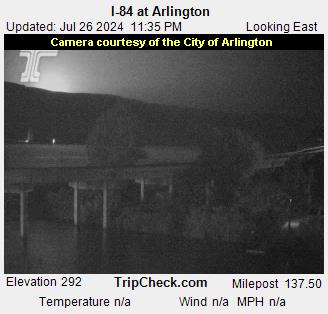 I-84 at Arlington
Updated: Jul 26 2024 11:35 PM Looking East
Camera courtesy of the City of Arlington
Elevation 292 TripCheck.com Milepost 137.50
Temperature n/a Wind n/a MPH n/a